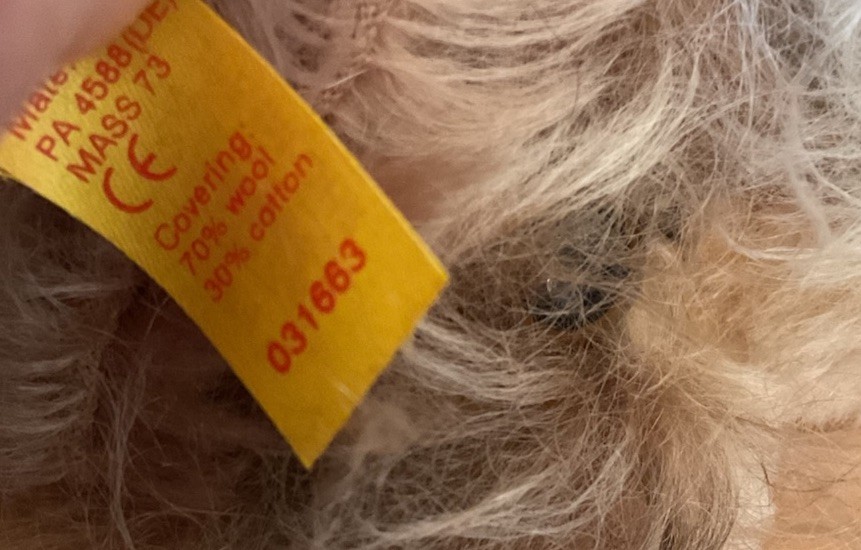 PA 4588(DE)
MASS 73
CE
Covering:
70% wool
30% cotton
031663